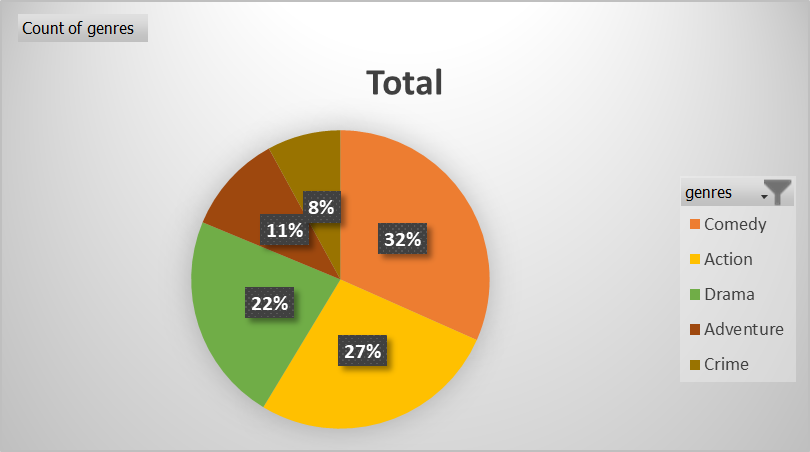 Count of genres
Total
8%
32%
11%
22%
27%
genres
Comedy
Action
Drama
Adventure
Crime